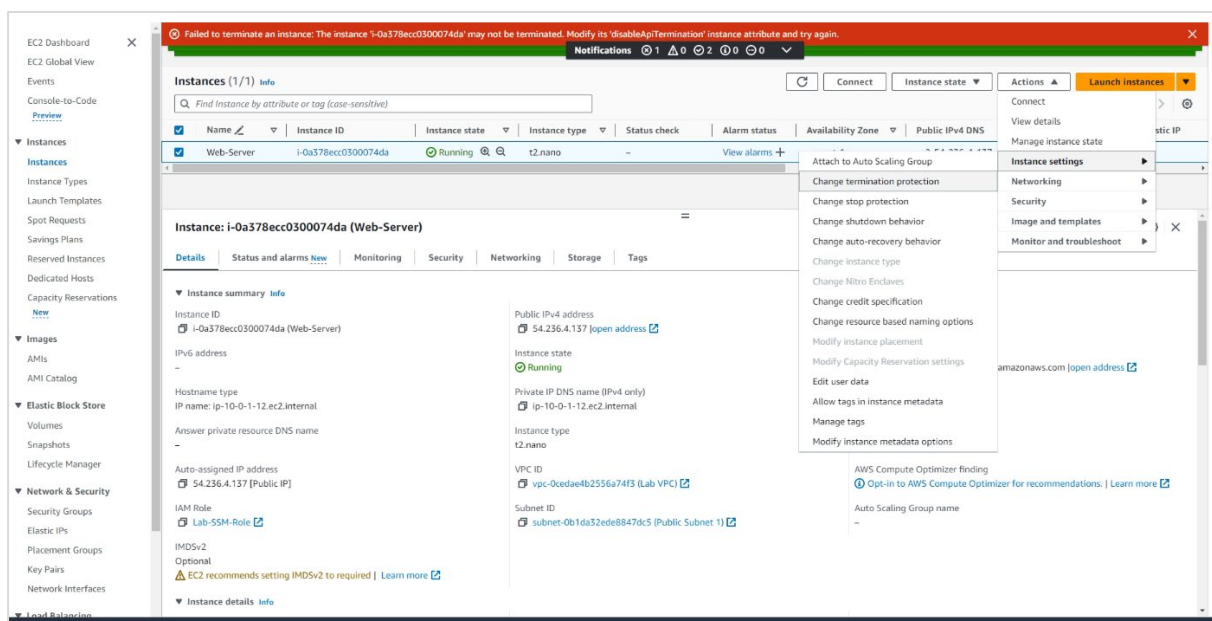 EC2 Dashboard
EC2 Global View
Events
Console-to-Code
Preview
Instances
Instances
Instance Types
Launch Templates
Spot Requests
Savings Plans
Reserved Instances
Dedicated Hosts
Capacity Reservations
New
Images
AMIs
AMI Catalog
Elastic Block Store
Volumes
Snapshots
Lifecycle Manager
Network & Security
Security Groups
Elastic IPs
Placement Groups
Key Pairs
Network Interfaces
Load Balancing
Failed to terminate an instance: The instance 'i-0a378ecc0300074da' may not be terminated. Modify its 'disableApiTermination' instance attribute and try again.
Notifications 1 0 2 0 0
Instances (1/1) Info
Connect Instance state Actions Launch instances
Find Instance by attribute or tag (case-sensitive)
Name Instance ID Instance state Instance type Status check Alarm status Availability Zone Public IPv4 DNS stic IP
Web-Server i-0a378ecc0300074da Running t2.nano – View alarms
Connect
View details
Manage instance state
Instance settings
Networking
Security
Image and templates
Monitor and troubleshoot
Attach to Auto Scaling Group
Change termination protection
Change stop protection
Change shutdown behavior
Change auto-recovery behavior
Change instance type
Change Nitro Enclaves
Change credit specification
Change resource based naming options
Modify instance placement
Modify Capacity Reservation settings
Edit user data
Allow tags in instance metadata
Manage tags
Modify instance metadata options
Instance: i-0a378ecc0300074da (Web-Server)
Details Status and alarms New Monitoring Security Networking Storage Tags
Instance summary Info
Instance ID
i-0a378ecc0300074da (Web-Server)
Public IPv4 address
54.236.4.137 |open address
IPv6 address
–
Instance state
Running
amazonaws.com |open address
Hostname type
IP name: ip-10-0-1-12.ec2.internal
Private IP DNS name (IPv4 only)
ip-10-0-1-12.ec2.internal
Answer private resource DNS name
–
Instance type
t2.nano
Auto-assigned IP address
54.236.4.137 [Public IP]
VPC ID
vpc-0cedae4b2556a74f3 (Lab VPC)
AWS Compute Optimizer finding
Opt-in to AWS Compute Optimizer for recommendations. | Learn more
IAM Role
Lab-SSM-Role
Subnet ID
subnet-0b1da32ede8847dc5 (Public Subnet 1)
Auto Scaling Group name
–
IMDSv2
Optional
EC2 recommends setting IMDSv2 to required | Learn more
Instance details Info